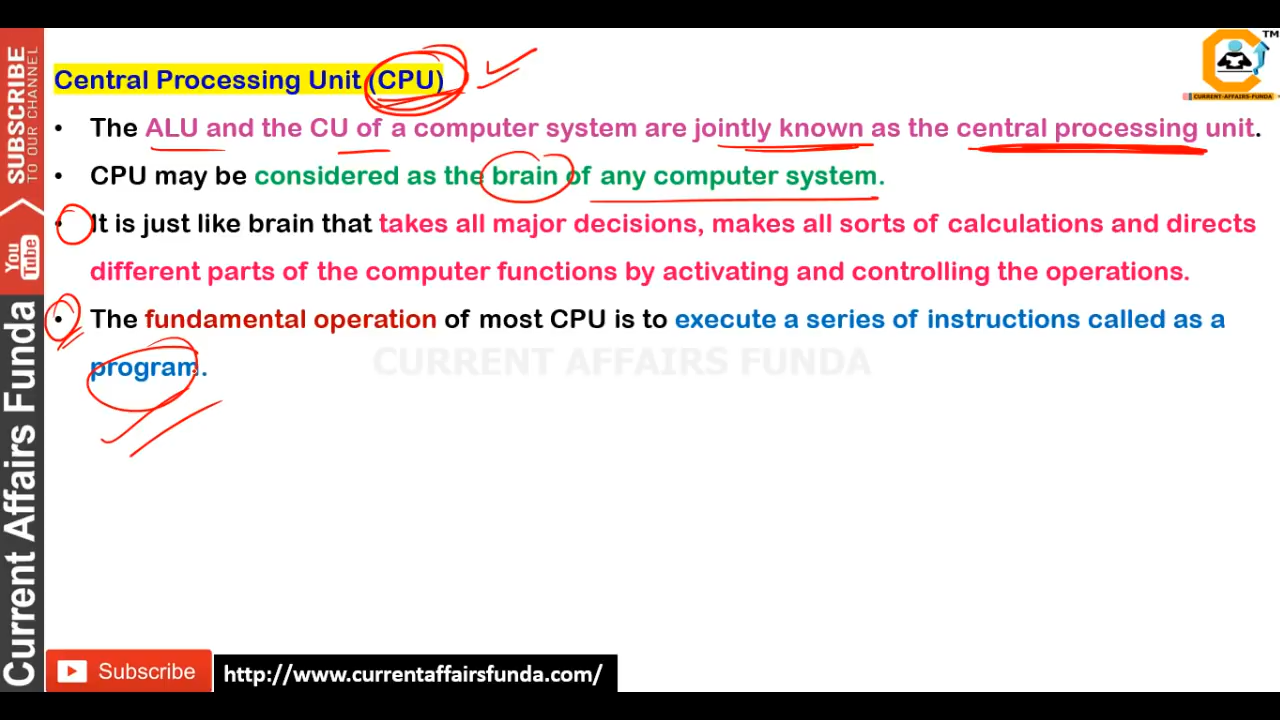 Central Processing Unit (CPU)
• The ALU and the CU of a computer system are jointly known as the central processing unit.
• CPU may be considered as the brain of any computer system.
• It is just like brain that takes all major decisions, makes all sorts of calculations and directs
different parts of the computer functions by activating and controlling the operations.
• The fundamental operation of most CPU is to execute a series of instructions called as a
program.
CURRENT AFFAIRS FUNDA
TM
CURRENT-AFFAIRS-FUNDA
SUBSCRIBE
TO OUR CHANNEL
You
Tube
Current Affairs Funda
Subscribe
http://www.currentaffairsfunda.com/